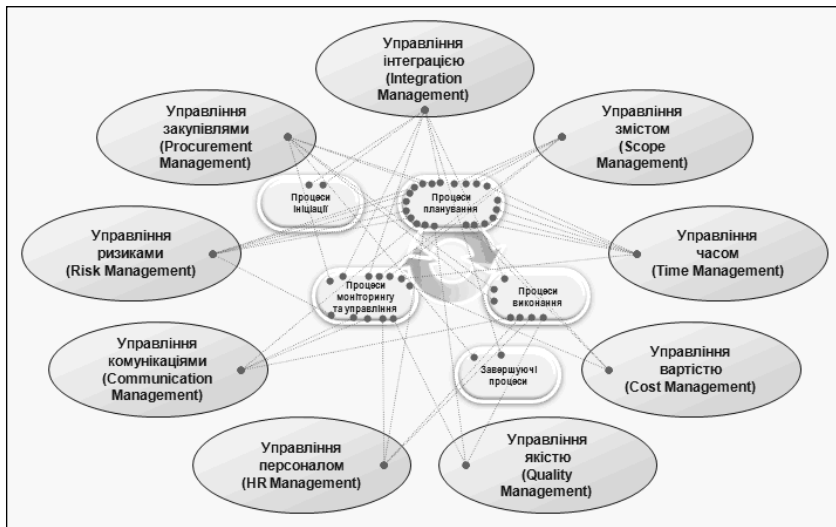 Управління
інтеграцією
(Integration
Management)
Управління
закупівлями
(Procurement
Management)
Управління
змістом
(Scope
Management)
Процеси
ініціації
Процеси
планування
Управління
ризиками
(Risk Management)
Управління
часом
(Time Management)
Процеси
моніторингу
та управління
Процеси
виконання
Управління
комунікаціями
(Communication
Management)
Завершуючі
процеси
Управління
вартістю
(Cost Management)
Управління
персоналом
(HR Management)
Управління
якістю
(Quality
Management)